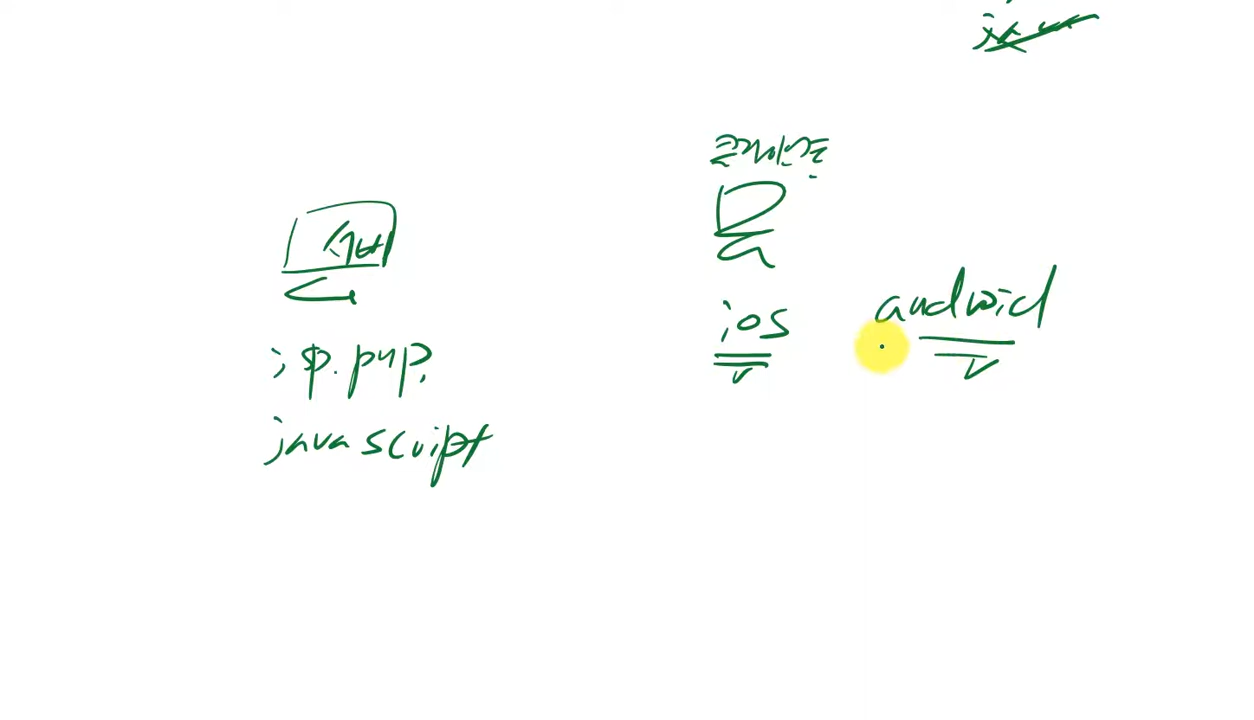 클라이언트
서버
ios
android
jsp. php,
javascript